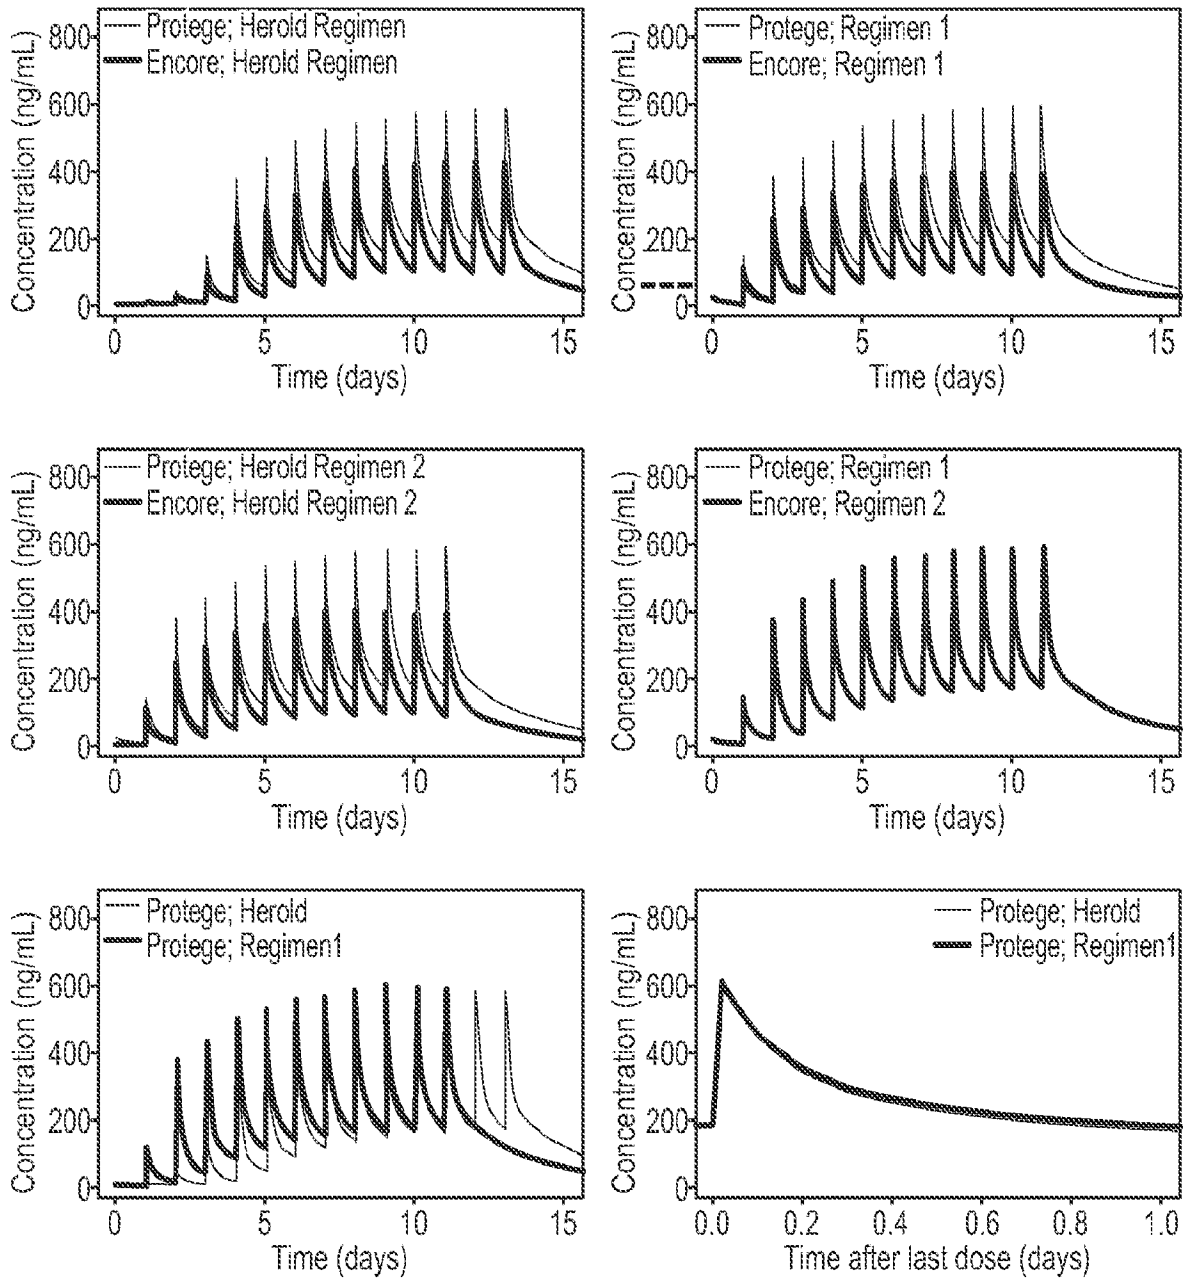 Protege; Herold Regimen
Encore; Herold Regimen
Concentration (ng/mL)
800
600
400
200
0
0 5 10 15
Time (days)
Protege; Regimen 1
Encore; Regimen 1
Concentration (ng/mL)
800
600
400
200
0
0 5 10 15
Time (days)
Protege; Herold Regimen 2
Encore; Herold Regimen 2
Concentration (ng/mL)
800
600
400
200
0
0 5 10 15
Time (days)
Protege; Regimen 1
Encore; Regimen 2
Concentration (ng/mL)
800
600
400
200
0
0 5 10 15
Time (days)
Protege; Herold
Protege; Regimen1
Concentration (ng/mL)
800
600
400
200
0
0 5 10 15
Time (days)
Protege; Herold
Protege; Regimen1
Concentration (ng/mL)
800
600
400
200
0
0.0 0.2 0.4 0.6 0.8 1.0
Time after last dose (days)